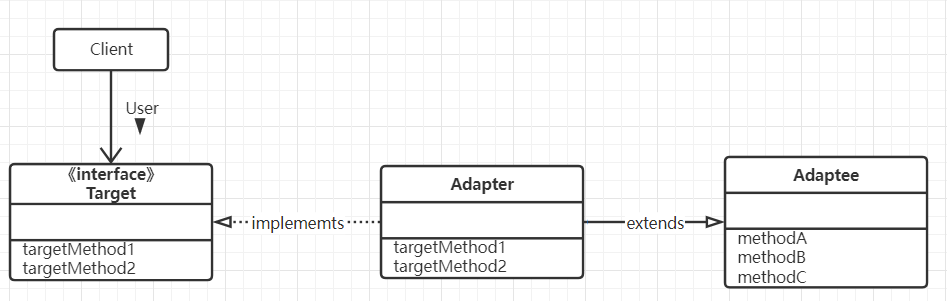 Client
User
《interface》
Target
targetMethod1
targetMethod2
implememts
Adapter
targetMethod1
targetMethod2
extends
Adaptee
methodA
methodB
methodC